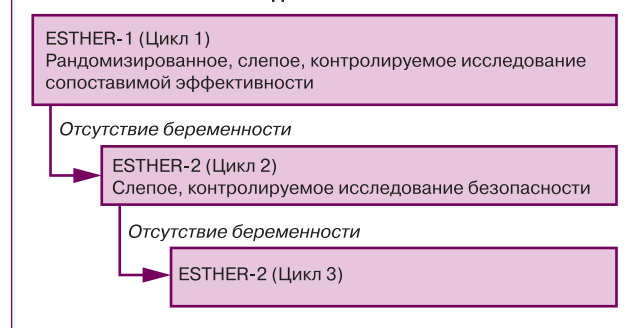 ESTHER-1 (Цикл 1)
Рандомизированное, слепое, контролируемое исследование
сопоставимой эффективности
Отсутствие беременности
ESTHER-2 (Цикл 2)
Слепое, контролируемое исследование безопасности
Отсутствие беременности
ESTHER-2 (Цикл 3)